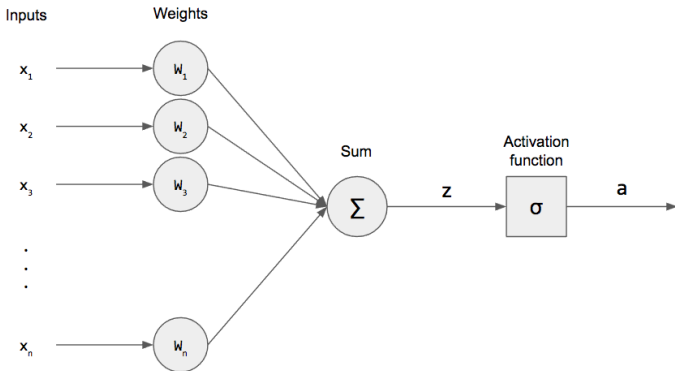 Inputs
Weights
x₁
W₁
x₂
W₂
x₃
W₃
Sum
Σ
z
Activation
function
σ
a
.
.
.
xₙ
Wₙ